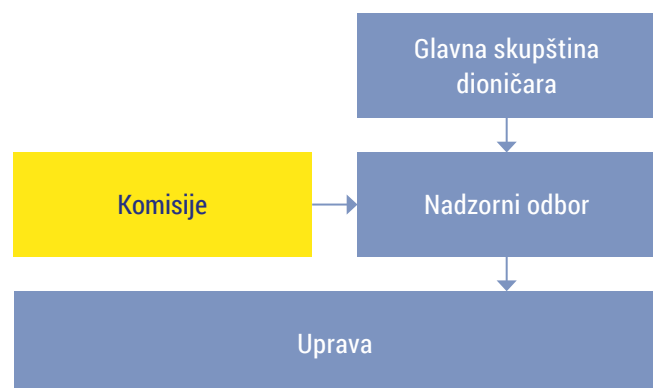 Glavna skupština
dioničara
Komisije
Nadzorni odbor
Uprava